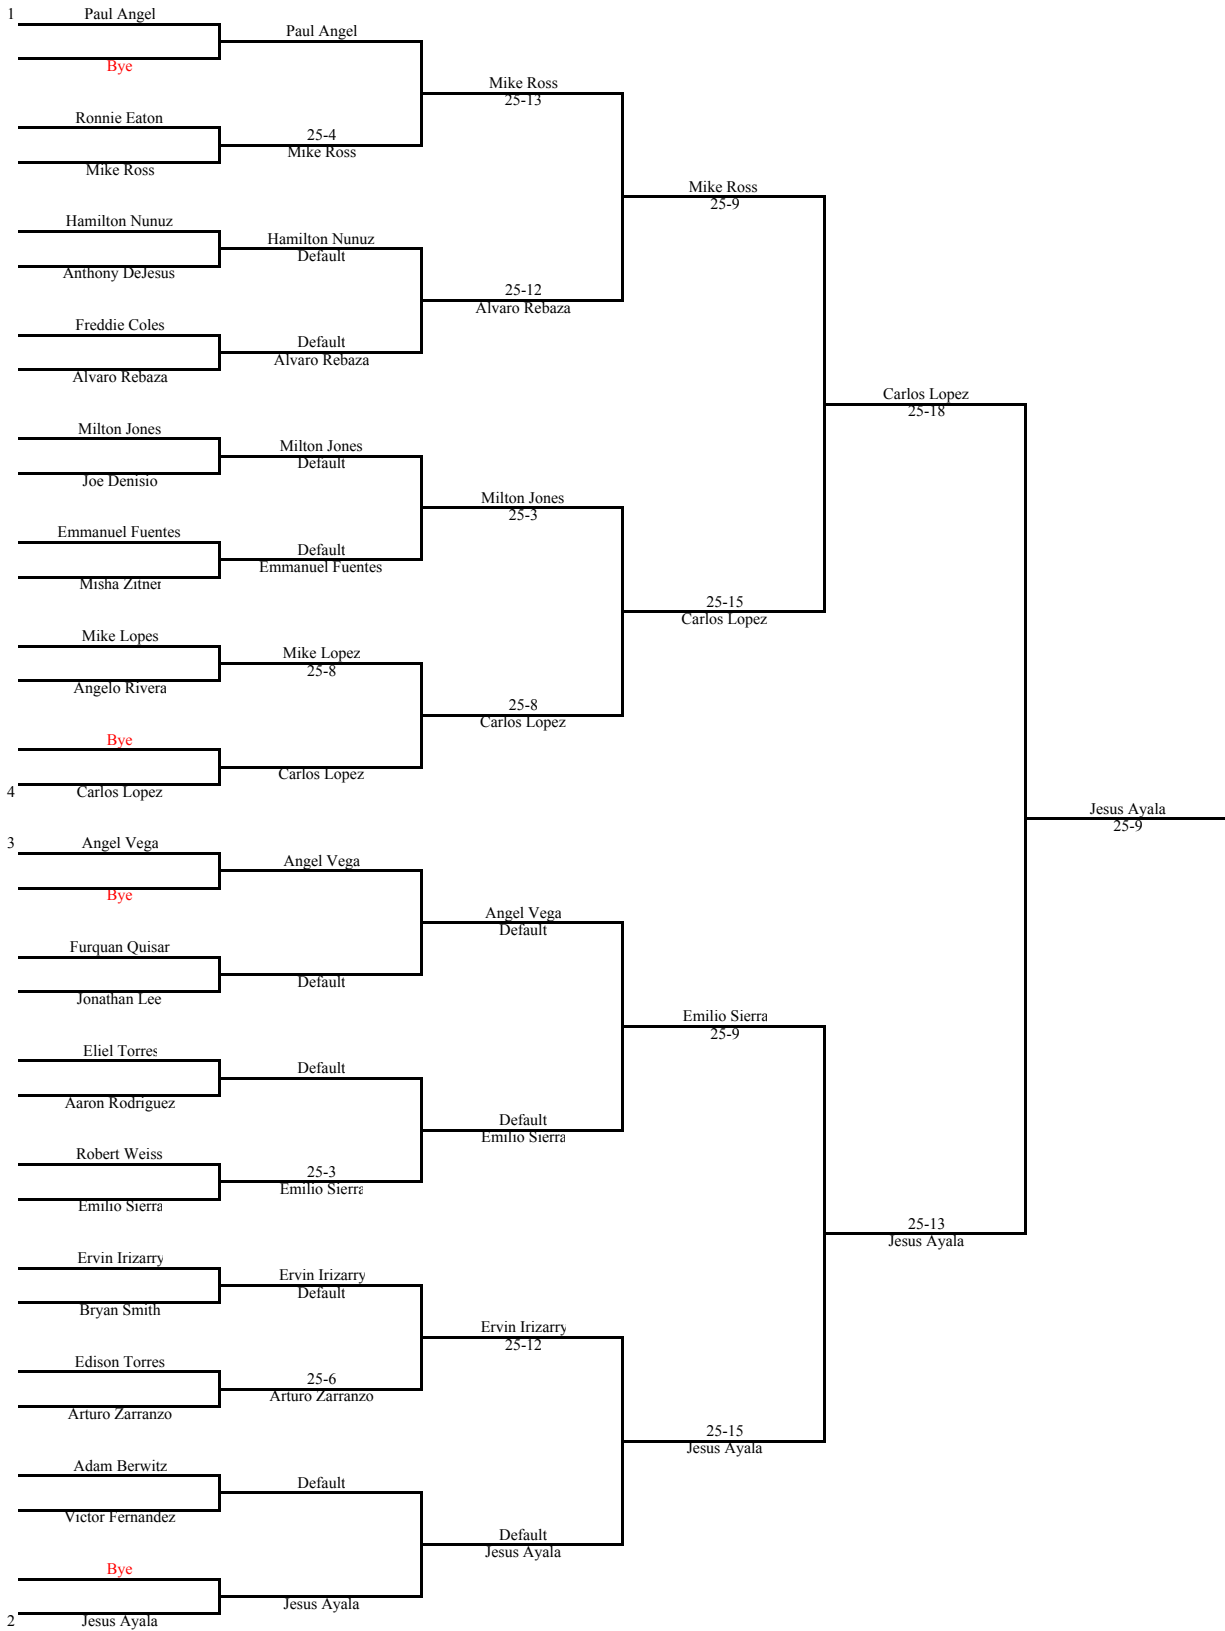 1
Paul Angel
Bye
Ronnie Eaton
Mike Ross
Hamilton Nunuz
Anthony DeJesus
Freddie Coles
Alvaro Rebaza
Milton Jones
Joe Denisio
Emmanuel Fuentes
Misha Zitner
Mike Lopes
Angelo Rivera
Bye
4
Carlos Lopez
3
Angel Vega
Bye
Furquan Quisar
Jonathan Lee
Eliel Torres
Aaron Rodriguez
Robert Weiss
Emilio Sierra
Ervin Irizarry
Bryan Smith
Edison Torres
Arturo Zarranzo
Adam Berwitz
Victor Fernandez
Bye
2
Jesus Ayala
Paul Angel
25-4
Mike Ross
Hamilton Nunuz
Default
Default
Alvaro Rebaza
Milton Jones
Default
Default
Emmanuel Fuentes
Mike Lopez
25-8
Carlos Lopez
Angel Vega
Default
Default
25-3
Emilio Sierra
Ervin Irizarry
Default
25-6
Arturo Zarranzo
Default
Jesus Ayala
Mike Ross
25-13
25-12
Alvaro Rebaza
Milton Jones
25-3
25-8
Carlos Lopez
Angel Vega
Default
Default
Emilio Sierra
Ervin Irizarry
25-12
Default
Jesus Ayala
Mike Ross
25-9
25-15
Carlos Lopez
Emilio Sierra
25-9
25-15
Jesus Ayala
Carlos Lopez
25-18
25-13
Jesus Ayala
Jesus Ayala
25-9